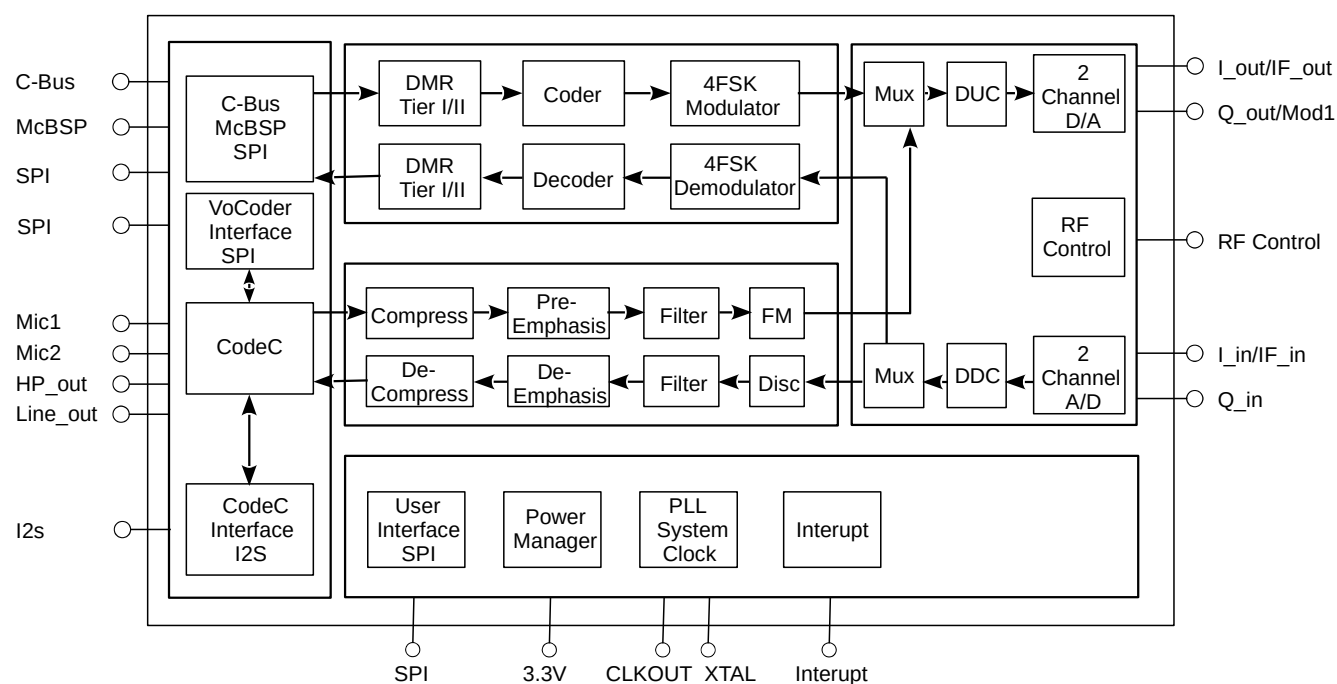 C-Bus
McBSP
SPI
SPI
Mic1
Mic2
HP_out
Line_out
I2s
C-Bus
McBSP
SPI
VoCoder
Interface
SPI
CodeC
CodeC
Interface
I2S
DMR
Tier I/II
Coder
4FSK
Modulator
DMR
Tier I/II
Decoder
4FSK
Demodulator
Compress
Pre-
Emphasis
Filter
FM
De-
Compress
De-
Emphasis
Filter
Disc
Mux
DUC
2
Channel
D/A
RF
Control
Mux
DDC
2
Channel
A/D
User
Interface
SPI
Power
Manager
PLL
System
Clock
Interupt
I_out/IF_out
Q_out/Mod1
RF Control
I_in/IF_in
Q_in
SPI
3.3V
CLKOUT
XTAL
Interupt